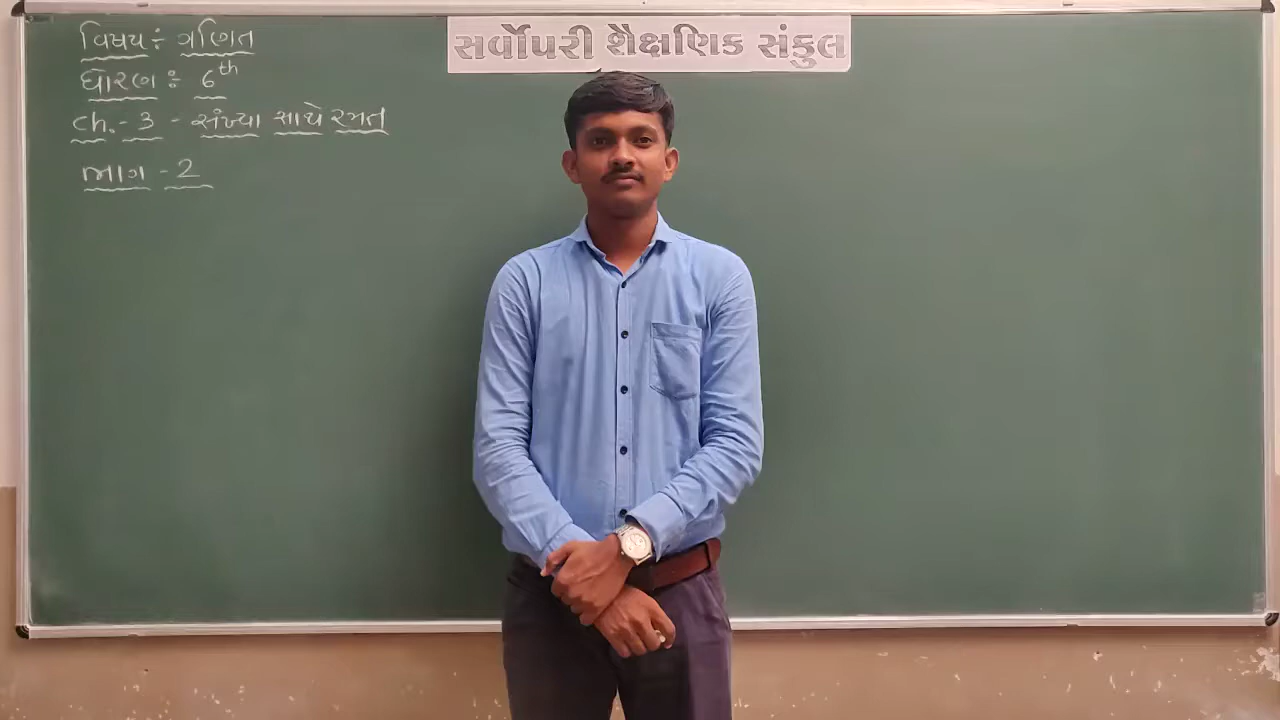 સર્વોપરી શૈક્ષણિક સંકુલ
વિષય : ગણિત
ધોરણ : 6th
ch. - 3 - સંખ્યા સાથે રમત
ભાગ - 2